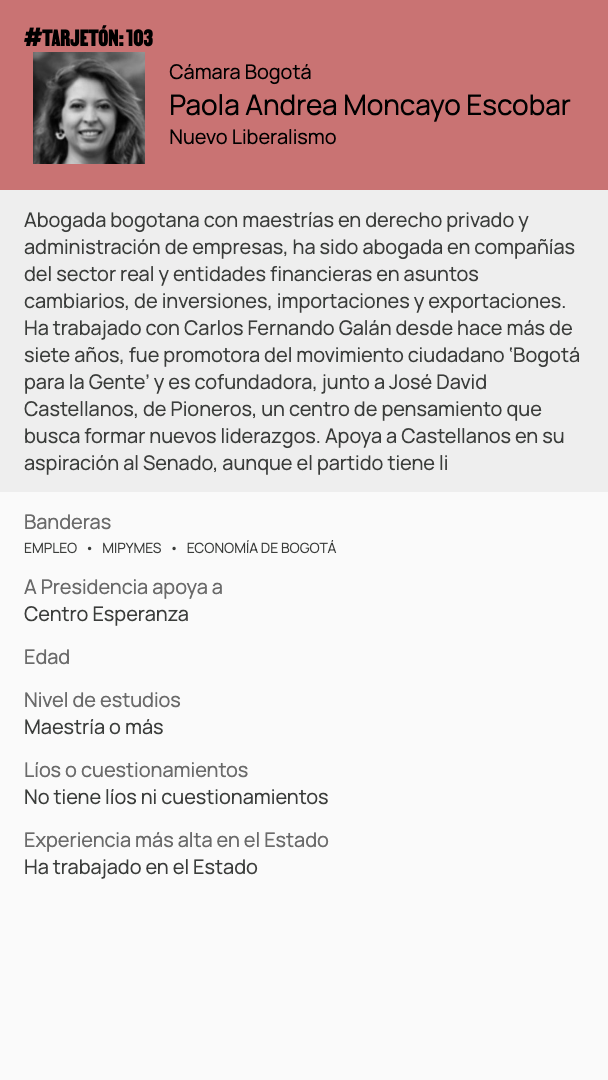 #TARJETÓN: 103
Cámara Bogotá
Paola Andrea Moncayo Escobar
Nuevo Liberalismo
Abogada bogotana con maestrías en derecho privado y
administración de empresas, ha sido abogada en compañías
del sector real y entidades financieras en asuntos
cambiarios, de inversiones, importaciones y exportaciones.
Ha trabajado con Carlos Fernando Galán desde hace más de
siete años, fue promotora del movimiento ciudadano ‘Bogotá
para la Gente’ y es cofundadora, junto a José David
Castellanos, de Pioneros, un centro de pensamiento que
busca formar nuevos liderazgos. Apoya a Castellanos en su
aspiración al Senado, aunque el partido tiene li
Banderas
EMPLEO • MIPYMES • ECONOMÍA DE BOGOTÁ
A Presidencia apoya a
Centro Esperanza
Edad
Nivel de estudios
Maestría o más
Líos o cuestionamientos
No tiene líos ni cuestionamientos
Experiencia más alta en el Estado
Ha trabajado en el Estado